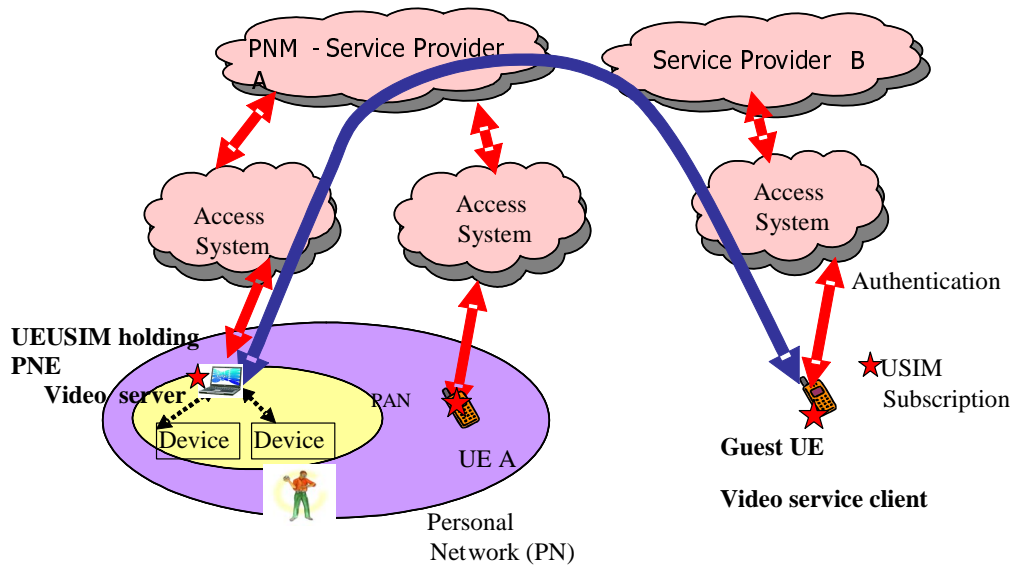 PNM - Service Provider
A
Service Provider B
Access
System
Access
System
Access
System
Authentication
UEUSIM holding
PNE
Video server
PAN
Device
Device
UE A
USIM
Subscription
Guest UE
Video service client
Personal
Network (PN)